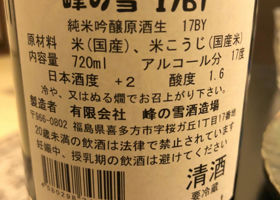 峰の雪 17BY
純米吟醸原酒生 17BY
原材料 米(国産)、米こうじ(国産米)
内容量 720ml アルコール分 17度
日本酒度 +2 酸度 1.6
冷や、又はぬる燗でお召上がり下さい。
製造者 有限会社 峰の雪酒造場
〒966-0802
福島県喜多方市字桜ガ丘1丁目17番地
20歳未満の飲酒は法律で禁止されています
妊娠中、授乳期の飲酒は避けてください
清酒
要冷蔵